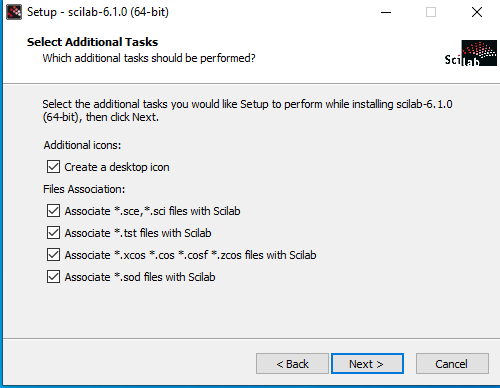 Setup - scilab-6.1.0 (64-bit)
Select Additional Tasks
Which additional tasks should be performed?
Scilab
Select the additional tasks you would like Setup to perform while installing scilab-6.1.0
(64-bit), then click Next.
Additional icons:
Create a desktop icon
Files Association:
Associate *.sce,*.sci files with Scilab
Associate *.tst files with Scilab
Associate *.xcos *.cos *.cosf *.zcos files with Scilab
Associate *.sod files with Scilab
< Back
Next >
Cancel